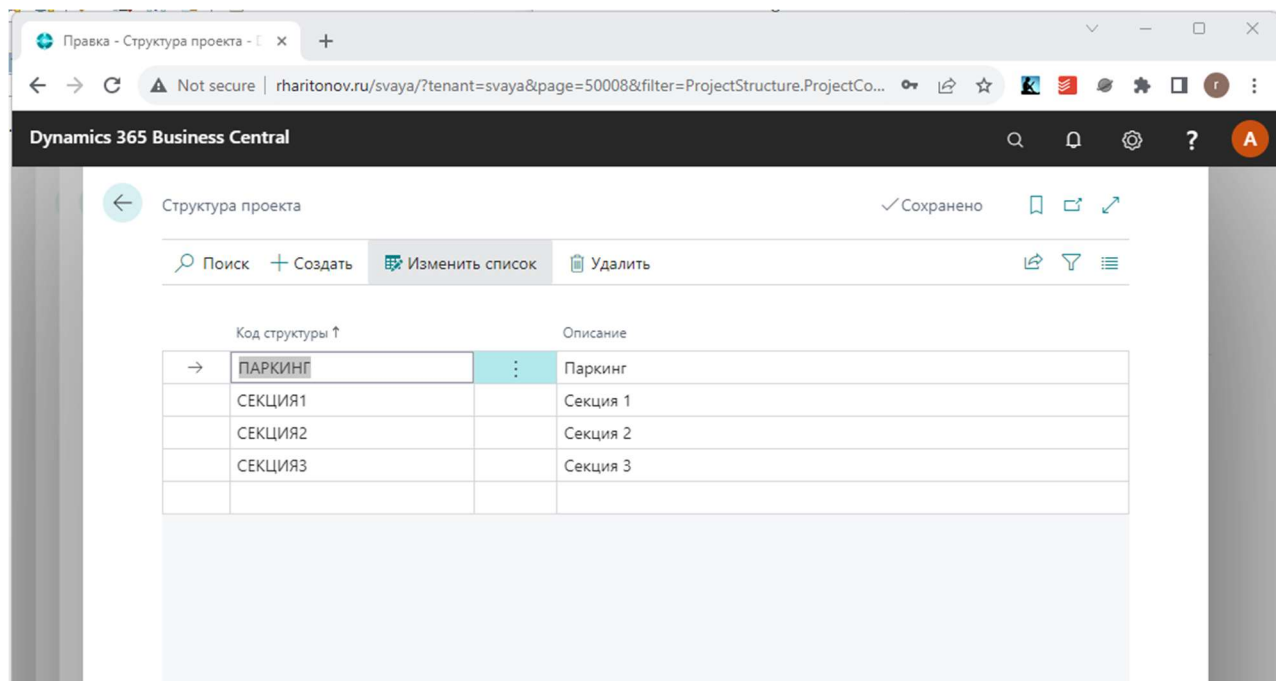 Правка - Структура проекта - D
Not secure | rharitonov.ru/svaya/?tenant=svaya&page=50008&filter=ProjectStructure.ProjectCo... r
Dynamics 365 Business Central ? A
Структура проекта Сохранено
Поиск Создать Изменить список Удалить
Код структуры ↑ Описание
ПАРКИНГ Паркинг
СЕКЦИЯ1 Секция 1
СЕКЦИЯ2 Секция 2
СЕКЦИЯ3 Секция 3